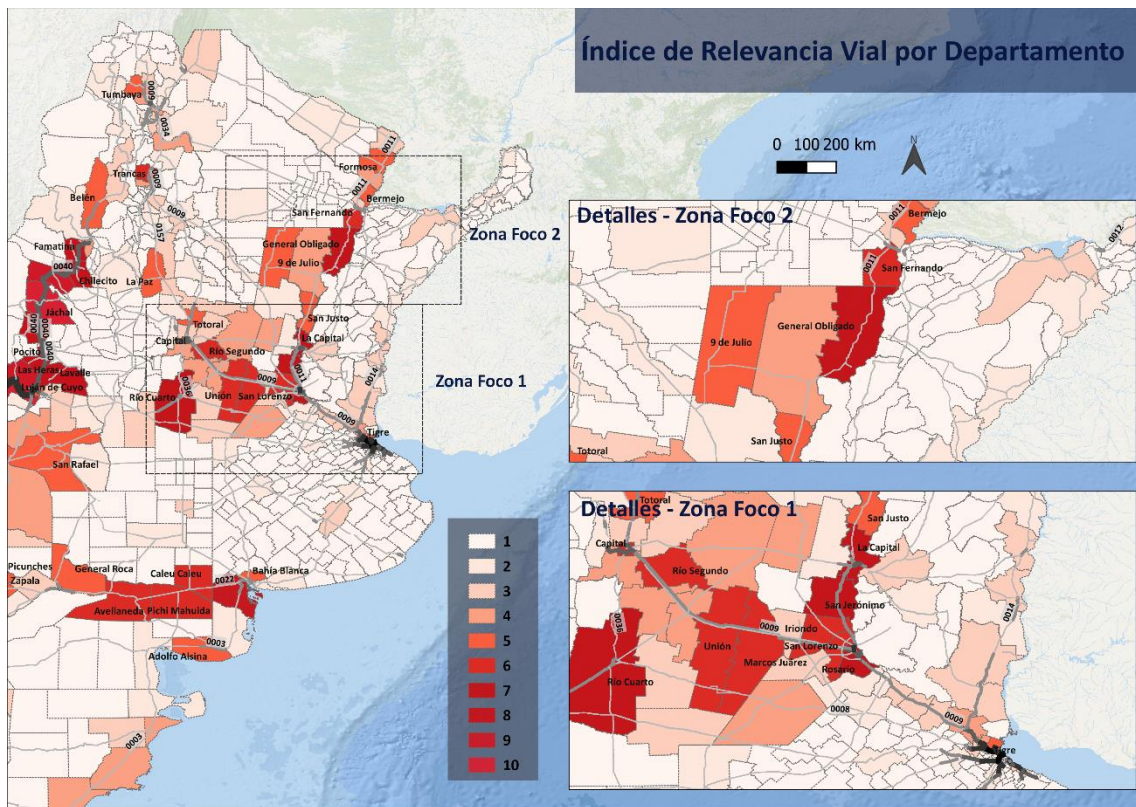 Índice de Relevancia Vial por Departamento
0 100 200 km
N
0009
Tumbaya
0034
0011
Formosa
Trancas
0009
0011
Bermejo
Belén
San Fernando
0009
0157
Zona Foco 2
General Obligado
Famatina
9 de Julio
0040
Chilecito
La Paz
Jáchal
San Justo
Totoral
0040
Capital
La Capital
0040
Río Segundo
Pocito
0040
0009
0011
0014
Zona Foco 1
Las Heras
Lavalle
0036
Luján de Cuyo
Río Cuarto
Unión
San Lorenzo
0009
Tigre
San Rafael
Picunches
General Roca
Caleu Caleu
0022
Bahía Blanca
Zapala
Avellaneda
Pichi Mahuida
0003
Adolfo Alsina
0003
1
2
3
4
5
6
7
8
9
10
Detalles - Zona Foco 2
0011
Bermejo
0012
0011
San Fernando
General Obligado
9 de Julio
San Justo
Totoral
Detalles - Zona Foco 1
Totoral
San Justo
Capital
La Capital
Río Segundo
San Jerónimo
0014
0036
0009
Iriondo
Unión
San Lorenzo
Marcos Juárez
Rosario
Río Cuarto
0008
0009
Tigre